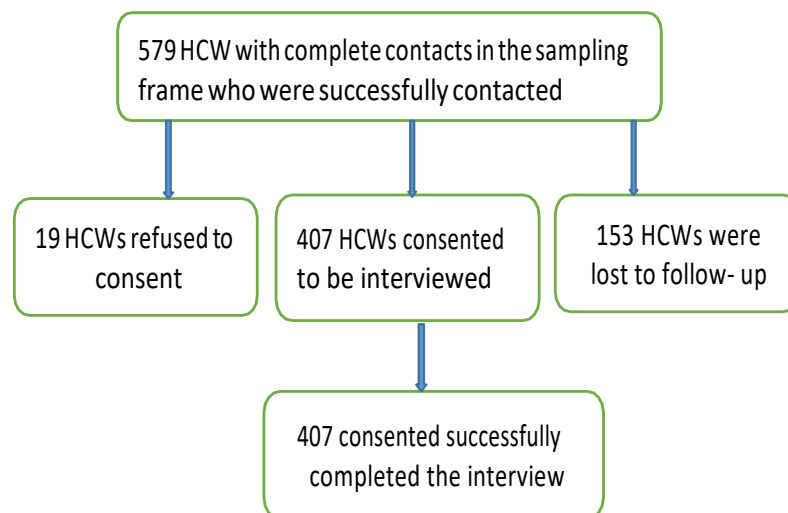 579 HCW with complete contacts in the sampling
frame who were successfully contacted
19 HCWs refused to
consent
407 HCWs consented
to be interviewed
153 HCWs were
lost to follow- up
407 consented successfully
completed the interview